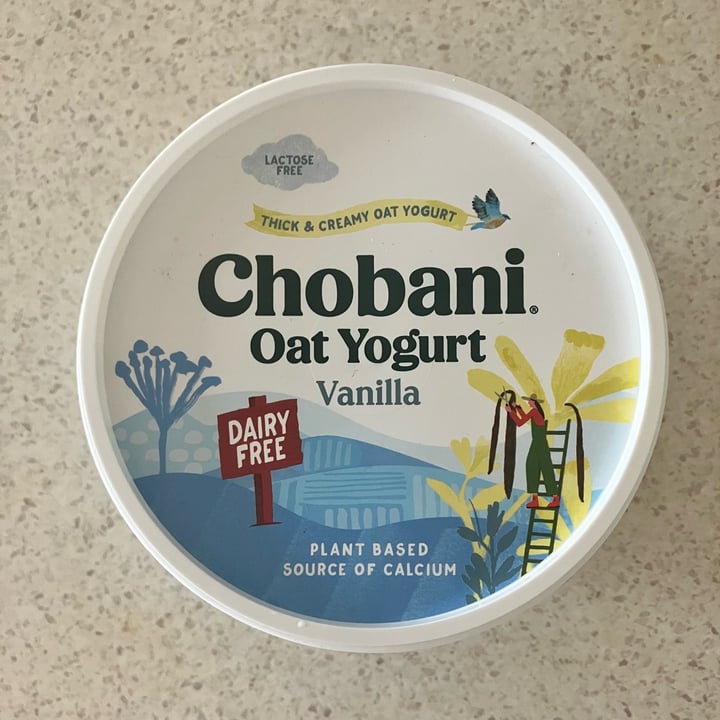 LACTOSE
FREE
THICK & CREAMY OAT YOGURT
Chobani®
Oat Yogurt
Vanilla
DAIRY
FREE
PLANT BASED
SOURCE OF CALCIUM